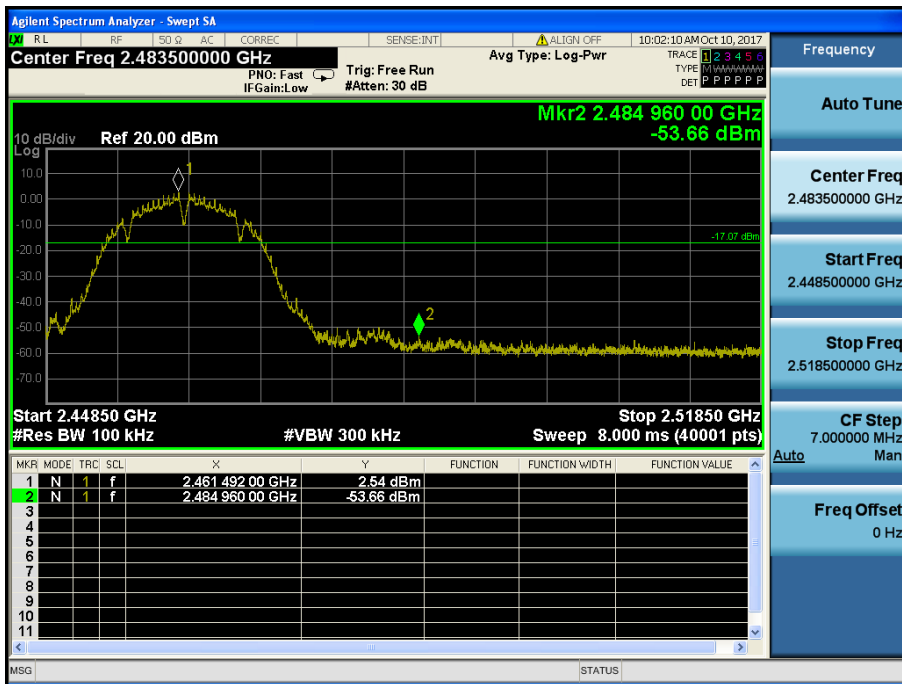 Agilent Spectrum Analyzer - Swept SA
LXI RL RF 50 Ω AC CORREC SENSE:INT ALIGN OFF 10:02:10 AM Oct 10, 2017
Center Freq 2.483500000 GHz
PNO: Fast
IFGain:Low
Trig: Free Run
#Atten: 30 dB
Avg Type: Log-Pwr
TRACE 1 2 3 4 5 6
TYPE MWWWWW
DET P P P P P P
Mkr2 2.484 960 00 GHz
-53.66 dBm
10 dB/div Ref 20.00 dBm
Log
10.0
0.00
-10.0
-20.0
-30.0
-40.0
-50.0
-60.0
-70.0
1
-17.07 dBm
2
Start 2.44850 GHz Stop 2.51850 GHz
#Res BW 100 kHz #VBW 300 kHz Sweep 8.000 ms (40001 pts)
MKR MODE TRC SCL X Y FUNCTION FUNCTION WIDTH FUNCTION VALUE
1 N 1 f 2.461 492 00 GHz 2.54 dBm
2 N 1 f 2.484 960 00 GHz -53.66 dBm
3
4
5
6
7
8
9
10
11
MSG STATUS
Frequency
Auto Tune
Center Freq
2.483500000 GHz
Start Freq
2.448500000 GHz
Stop Freq
2.518500000 GHz
CF Step
7.000000 MHz
Auto Man
Freq Offset
0 Hz